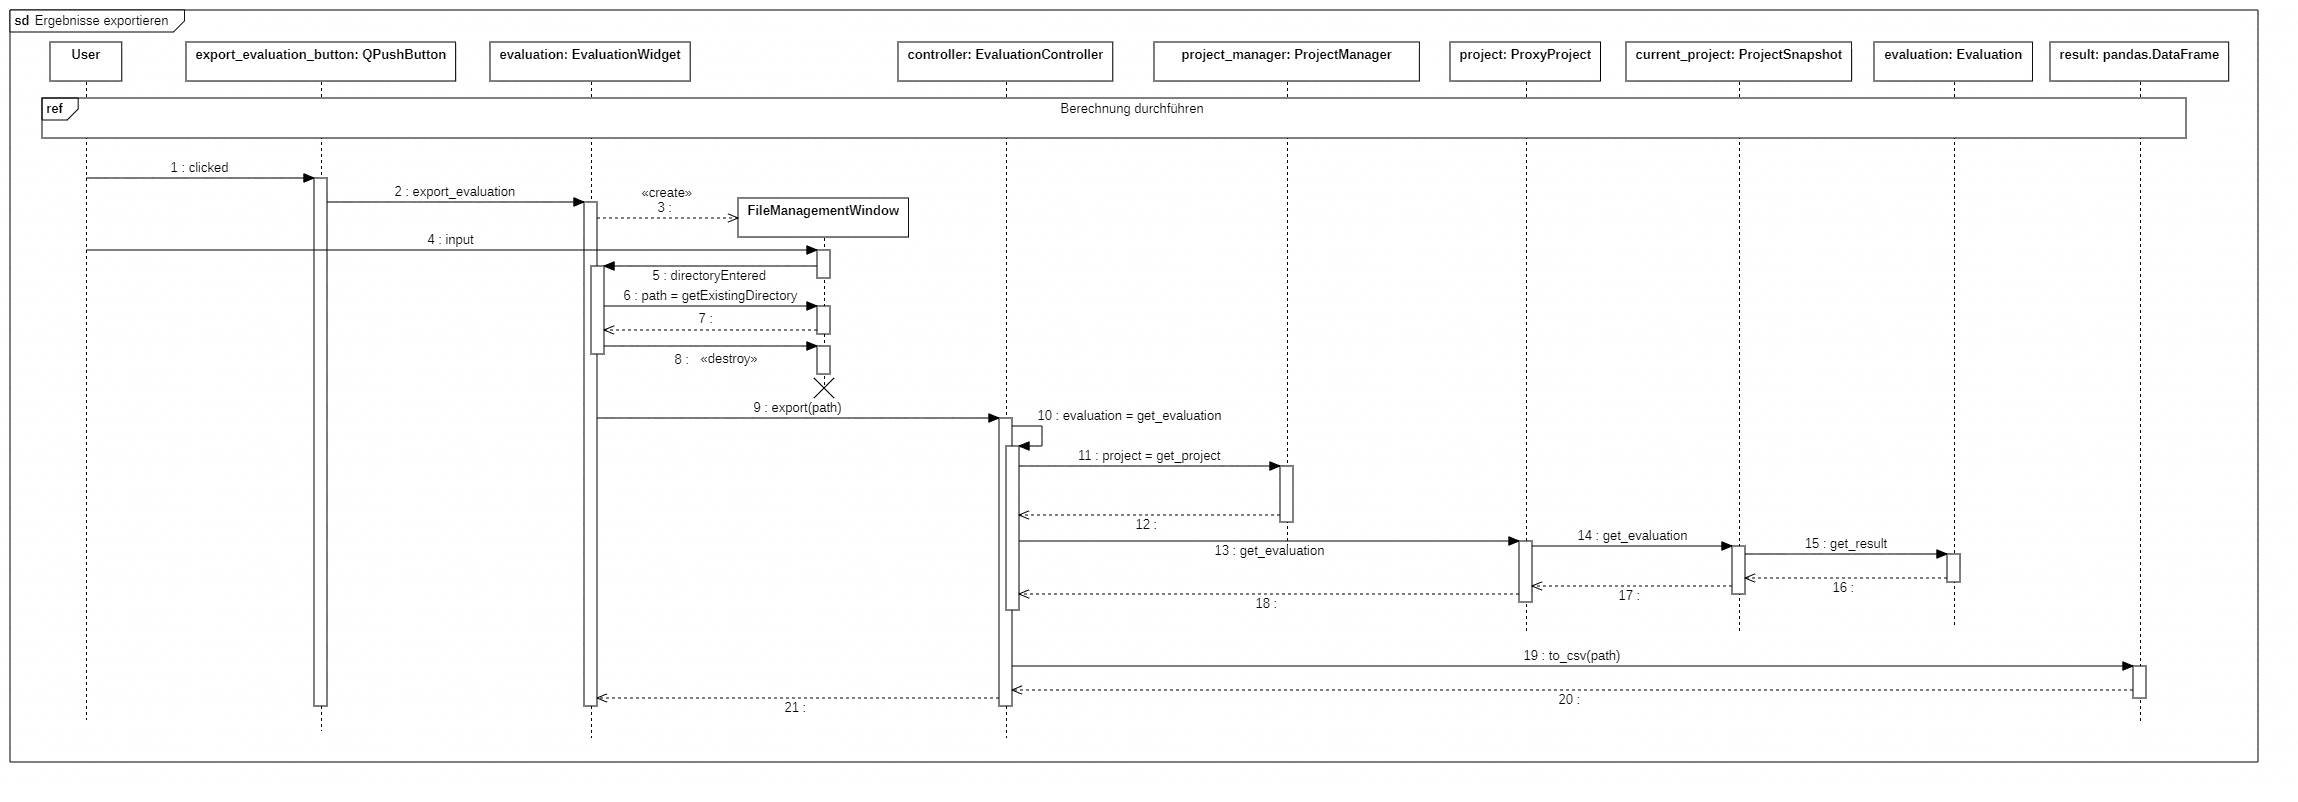 sd Ergebnisse exportieren
User
export_evaluation_button: QPushButton
evaluation: EvaluationWidget
controller: EvaluationController
project_manager: ProjectManager
project: ProxyProject
current_project: ProjectSnapshot
evaluation: Evaluation
result: pandas.DataFrame
ref
Berechnung durchführen
1 : clicked
2 : export_evaluation
«create»
3 :
FileManagementWindow
4 : input
5 : directoryEntered
6 : path = getExistingDirectory
7 :
8 : «destroy»
9 : export(path)
10 : evaluation = get_evaluation
11 : project = get_project
12 :
13 : get_evaluation
14 : get_evaluation
15 : get_result
16 :
17 :
18 :
19 : to_csv(path)
20 :
21 :